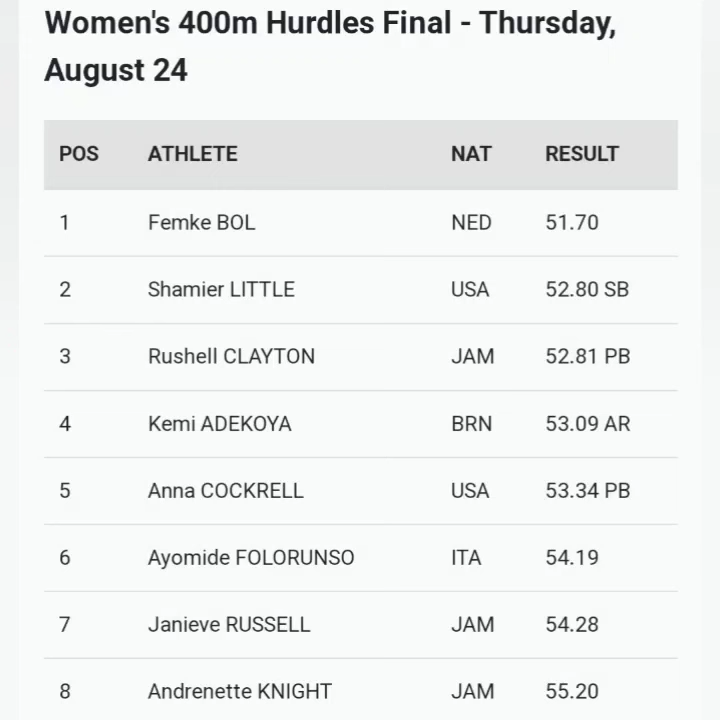 Women's 400m Hurdles Final - Thursday,
August 24
POS ATHLETE NAT RESULT
1 Femke BOL NED 51.70
2 Shamier LITTLE USA 52.80 SB
3 Rushell CLAYTON JAM 52.81 PB
4 Kemi ADEKOYA BRN 53.09 AR
5 Anna COCKRELL USA 53.34 PB
6 Ayomide FOLORUNSO ITA 54.19
7 Janieve RUSSELL JAM 54.28
8 Andrenette KNIGHT JAM 55.20